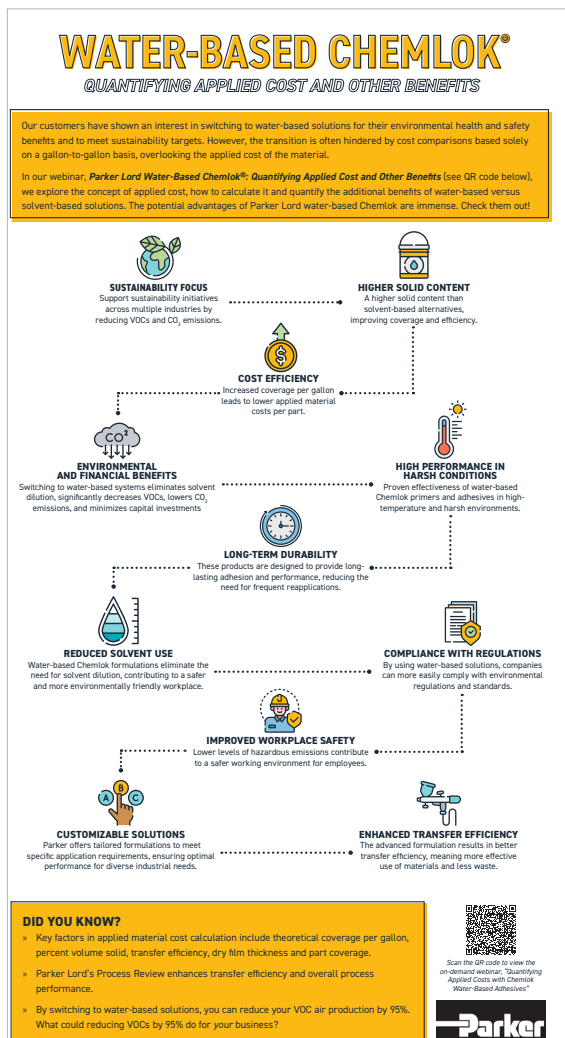 WATER-BASED CHEMLOK®
QUANTIFYING APPLIED COST AND OTHER BENEFITS
Our customers have shown an interest in switching to water-based solutions for their environmental health and safety
benefits and to meet sustainability targets. However, the transition is often hindered by cost comparisons based solely
on a gallon-to-gallon basis, overlooking the applied cost of the material.
In our webinar, Parker Lord Water-Based Chemlok®: Quantifying Applied Cost and Other Benefits (see QR code below),
we explore the concept of applied cost, how to calculate it and quantify the additional benefits of water-based versus
solvent-based solutions. The potential advantages of Parker Lord water-based Chemlok are immense. Check them out!
SUSTAINABILITY FOCUS
Support sustainability initiatives
across multiple industries by
reducing VOCs and CO₂ emissions.
HIGHER SOLID CONTENT
A higher solid content than
solvent-based alternatives,
improving coverage and efficiency.
$
COST EFFICIENCY
Increased coverage per gallon
leads to lower applied material
costs per part.
CO²
ENVIRONMENTAL
AND FINANCIAL BENEFITS
Switching to water-based systems eliminates solvent
dilution, significantly decreases VOCs, lowers CO₂
emissions, and minimizes capital investments
HIGH PERFORMANCE IN
HARSH CONDITIONS
Proven effectiveness of water-based
Chemlok primers and adhesives in high-
temperature and harsh environments.
LONG-TERM DURABILITY
These products are designed to provide long-
lasting adhesion and performance, reducing the
need for frequent reapplications.
REDUCED SOLVENT USE
Water-based Chemlok formulations eliminate the
need for solvent dilution, contributing to a safer
and more environmentally friendly workplace.
COMPLIANCE WITH REGULATIONS
By using water-based solutions, companies
can more easily comply with environmental
regulations and standards.
IMPROVED WORKPLACE SAFETY
Lower levels of hazardous emissions contribute
to a safer working environment for employees.
A B C
CUSTOMIZABLE SOLUTIONS
Parker offers tailored formulations to meet
specific application requirements, ensuring optimal
performance for diverse industrial needs.
ENHANCED TRANSFER EFFICIENCY
The advanced formulation results in better
transfer efficiency, meaning more effective
use of materials and less waste.
DID YOU KNOW?
» Key factors in applied material cost calculation include theoretical coverage per gallon,
percent volume solid, transfer efficiency, dry film thickness and part coverage.
» Parker Lord's Process Review enhances transfer efficiency and overall process
performance.
» By switching to water-based solutions, you can reduce your VOC air production by 95%.
What could reducing VOCs by 95% do for your business?
Scan the QR code to view the
on-demand webinar, "Quantifying
Applied Costs with Chemlok
Water-Based Adhesives"
Parker